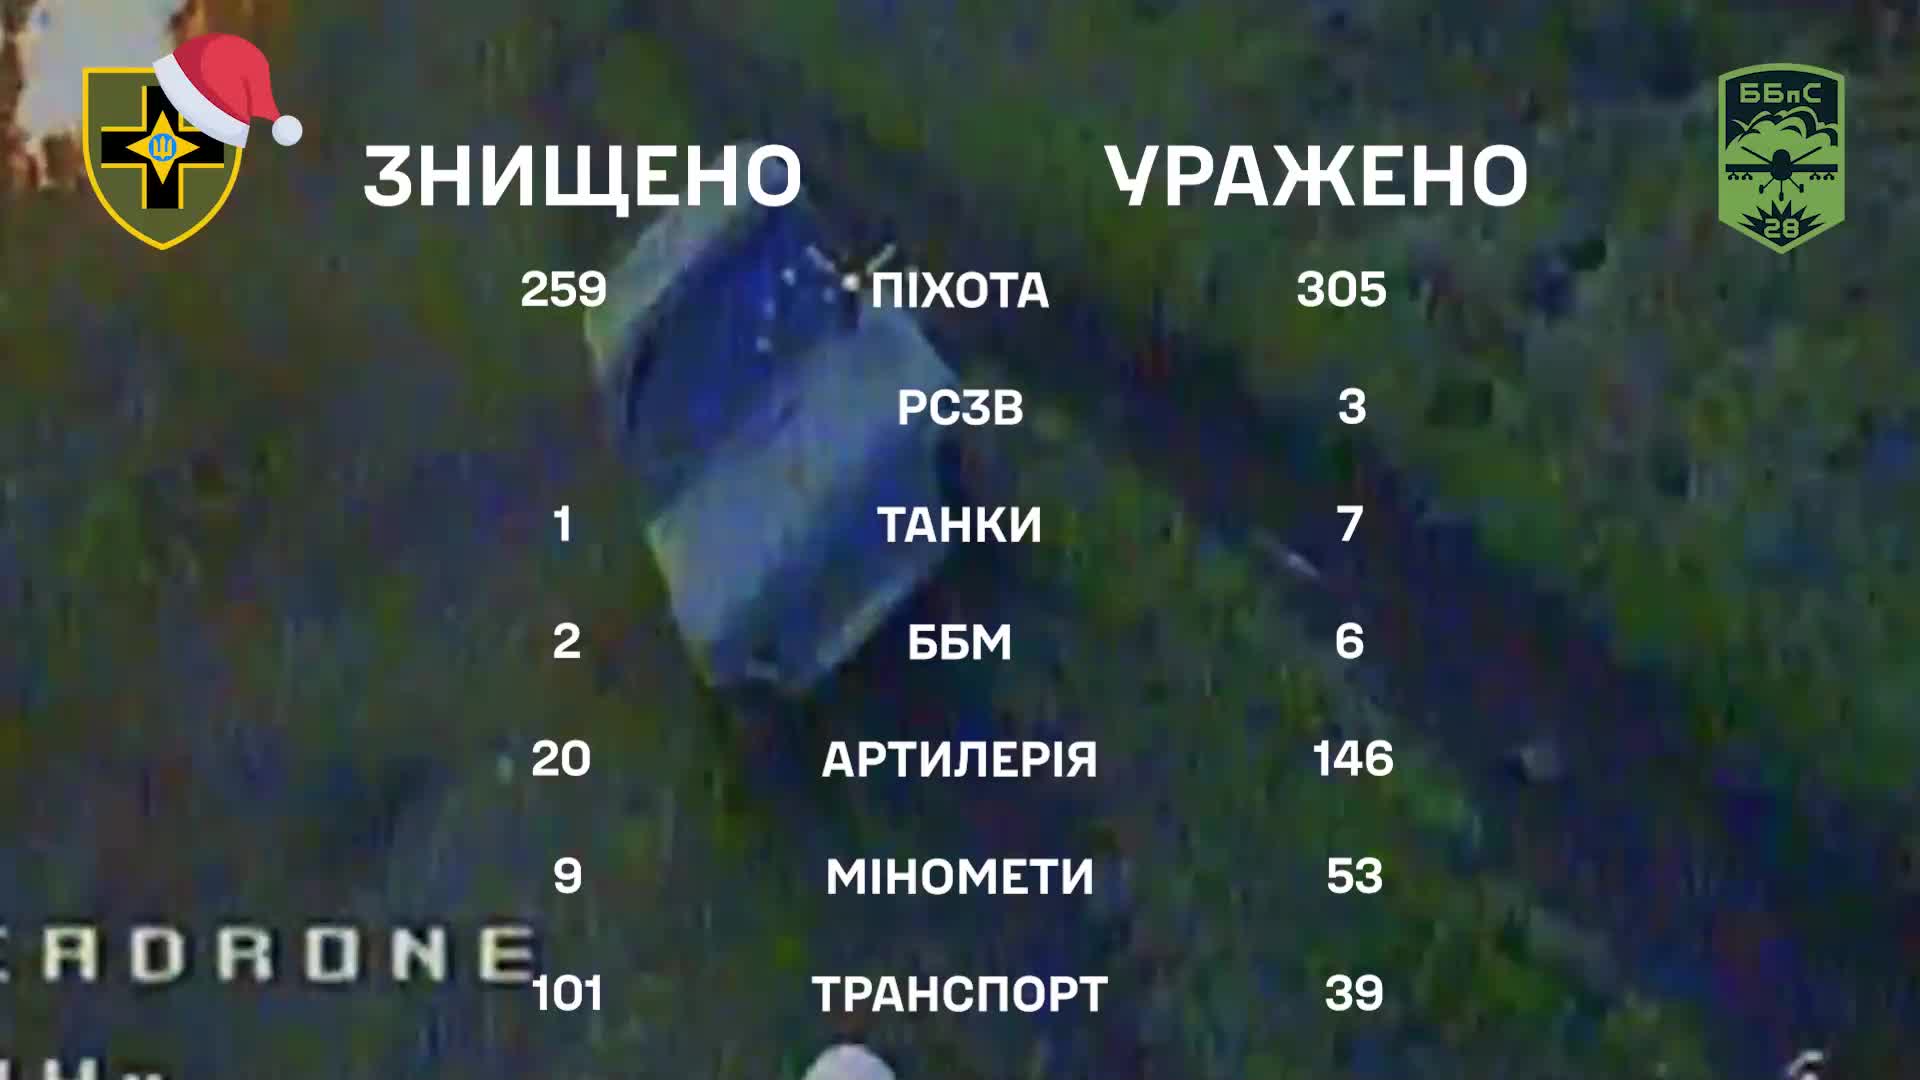 ББпС
28
ЗНИЩЕНО УРАЖЕНО
259 ПІХОТА 305
РСЗВ 3
1 ТАНКИ 7
2 ББМ 6
20 АРТИЛЕРІЯ 146
9 МІНОМЕТИ 53
EADRONE
101 ТРАНСПОРТ 39